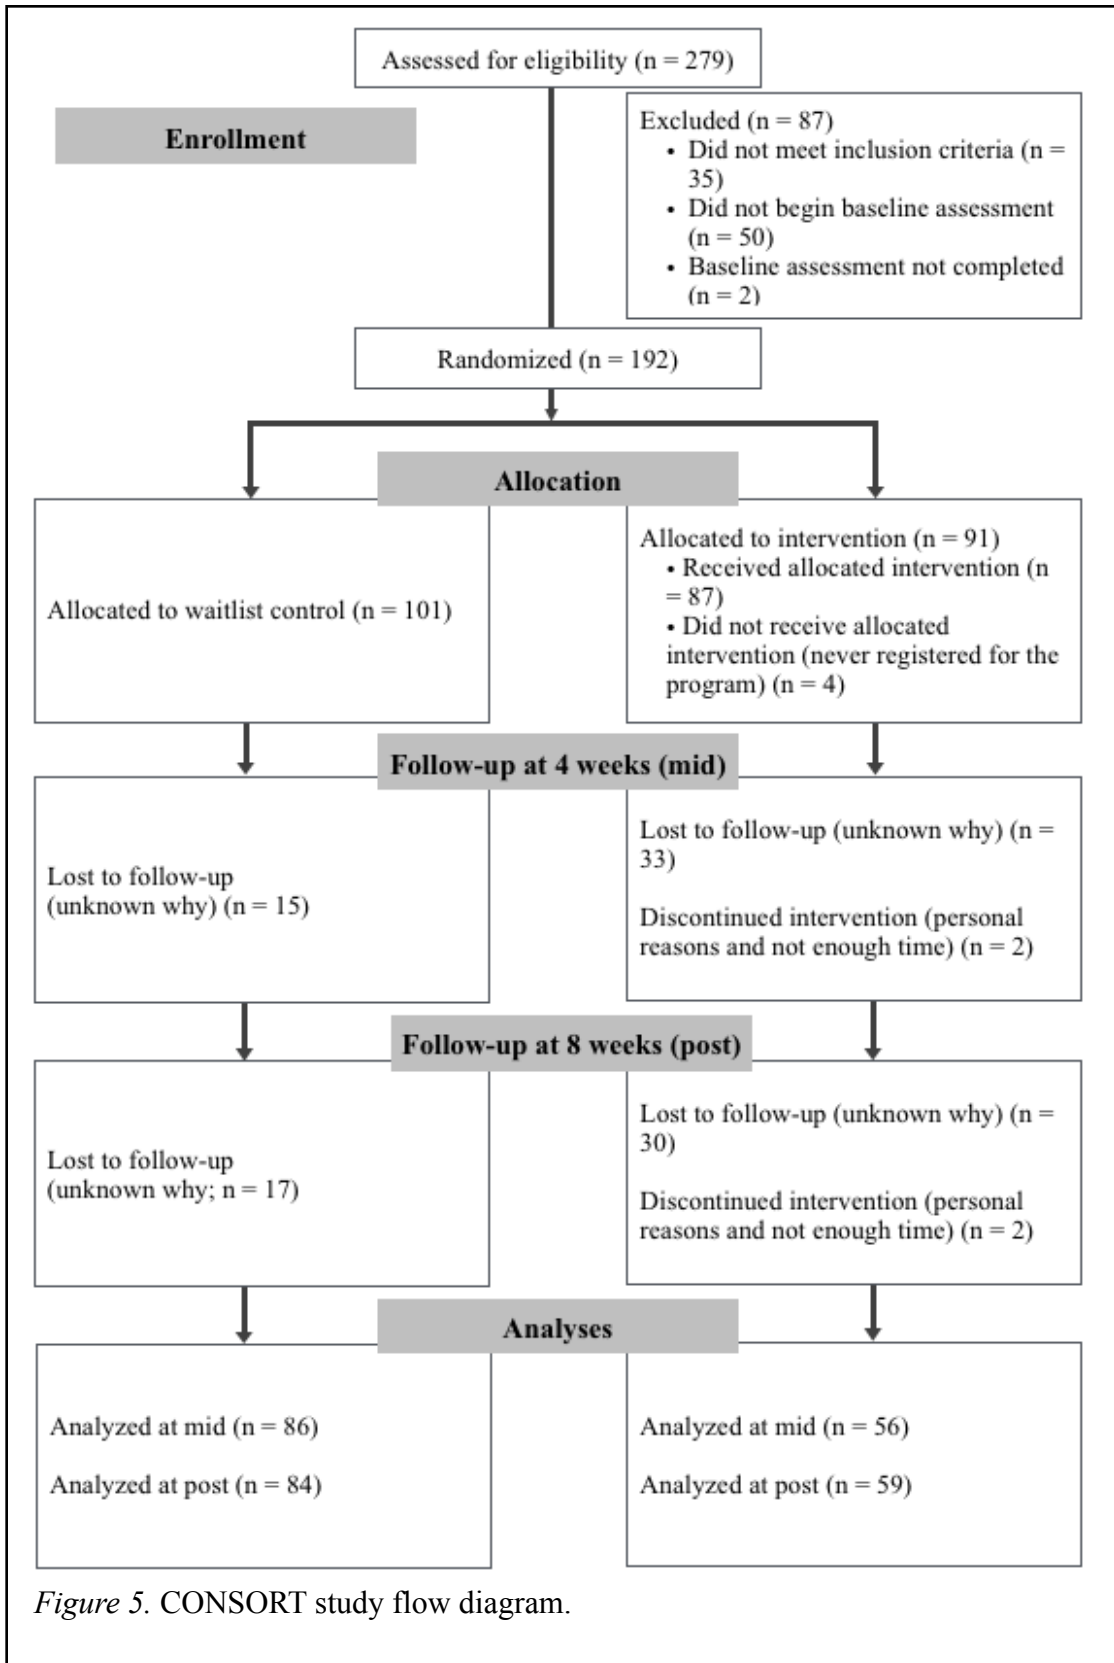 Assessed for eligibility (n = 279)
Enrollment
Excluded (n = 87)
• Did not meet inclusion criteria (n =
35)
• Did not begin baseline assessment
(n = 50)
• Baseline assessment not completed
(n = 2)
Randomized (n = 192)
Allocation
Allocated to waitlist control (n = 101)
Allocated to intervention (n = 91)
• Received allocated intervention (n
= 87)
• Did not receive allocated
intervention (never registered for the
program) (n = 4)
Follow-up at 4 weeks (mid)
Lost to follow-up
(unknown why) (n = 15)
Lost to follow-up (unknown why) (n =
33)
Discontinued intervention (personal
reasons and not enough time) (n = 2)
Follow-up at 8 weeks (post)
Lost to follow-up
(unknown why; n = 17)
Lost to follow-up (unknown why) (n =
30)
Discontinued intervention (personal
reasons and not enough time) (n = 2)
Analyses
Analyzed at mid (n = 86)
Analyzed at post (n = 84)
Analyzed at mid (n = 56)
Analyzed at post (n = 59)
Figure 5. CONSORT study flow diagram.